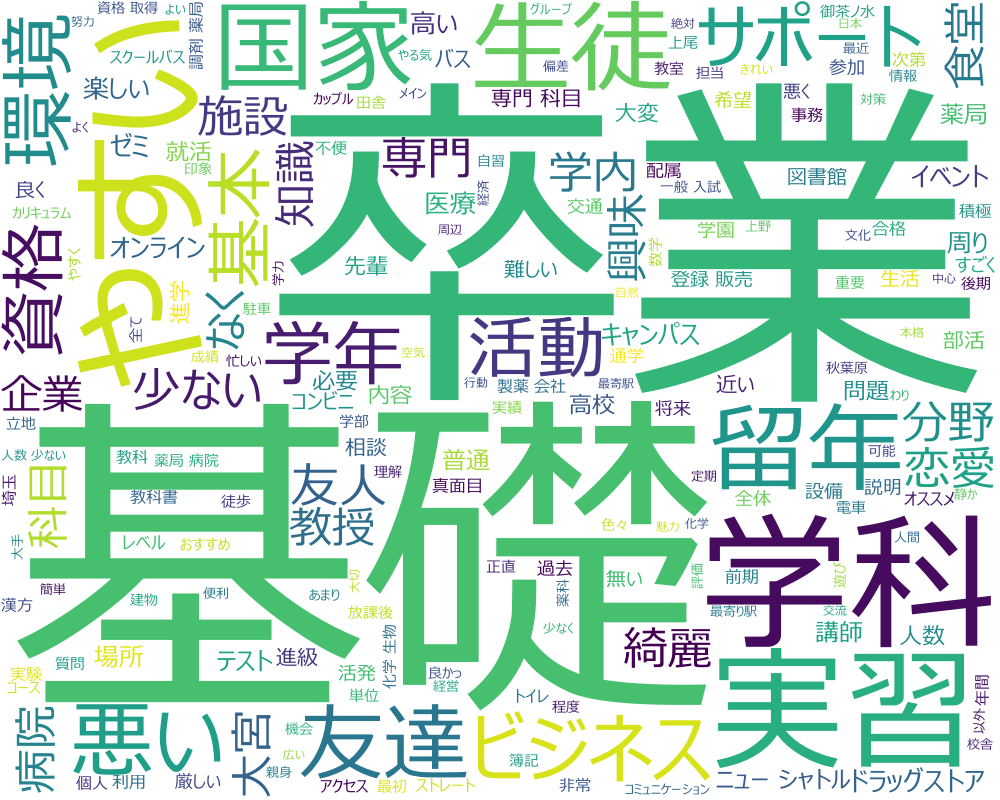 資格 取得 よい 薬局
努力
グループ
絶対 日本
御茶ノ水
環境
やすい
国家
生徒
サポート
食堂
調剤
スクールバス
楽しい
よく
高い
バス
やる気
偏差
上尾
最近
参加
次第
情報
きれい
教室
担当
悪く
対策
事務
薬局
カップル
田舎
メイン
専門 科目
大変
希望
施設
ゼミ
就活
印象
不便
専門
自習
学内
配属
図書館
イベント
良く
カリキュラム
基本
知識
医療
経済
交通
一般 入試
積極
資格
オンライン
やすく
先輩
周辺
難しい
興味
数学
学園
上野
文化
合格
周り
すごく
卒業
登録 販売
重要
生活
中心
後期
進学
なく
駐車
学力
自然
全て
成績
忙しい
学年
空気
活動
キャンパス
通学
本格
部活
秋葉原
企業
少ない
必要
コンビニ
内容
行動
製薬 会社
最寄駅
近い
問題
わり
立地
学部
実績
高校
将来
留年
分野
人数 少ない
教科
薬局 病院
相談
普通
恋愛
可能
埼玉
科目
教科書
徒歩
友人
理解
真面目
定期
設備
説明
全体
電車
オススメ
静か
大手
レベル
おすすめ
教授
色々
魅力
化学
人間
基礎
簡単
大切
正直
過去
無い
評価
前期
遊び
学科
漢方
建物
便利
あまり
放課後
薬科
最寄り駅
交流
少なく
綺麗
講師
人数
実験
コース
質問
場所
テスト
進級
活発
単位
化学 生物
良かっ
経営
トイレ
程度
実習
以外
年間
校舎
病院
悪い
大宮
機会
広い
親身
友達
ビジネス
簿記
個人
利用
厳しい
アクセス
最初
ストレート
非常
コミュニケーション
ニュー
シャトル
ドラッグストア